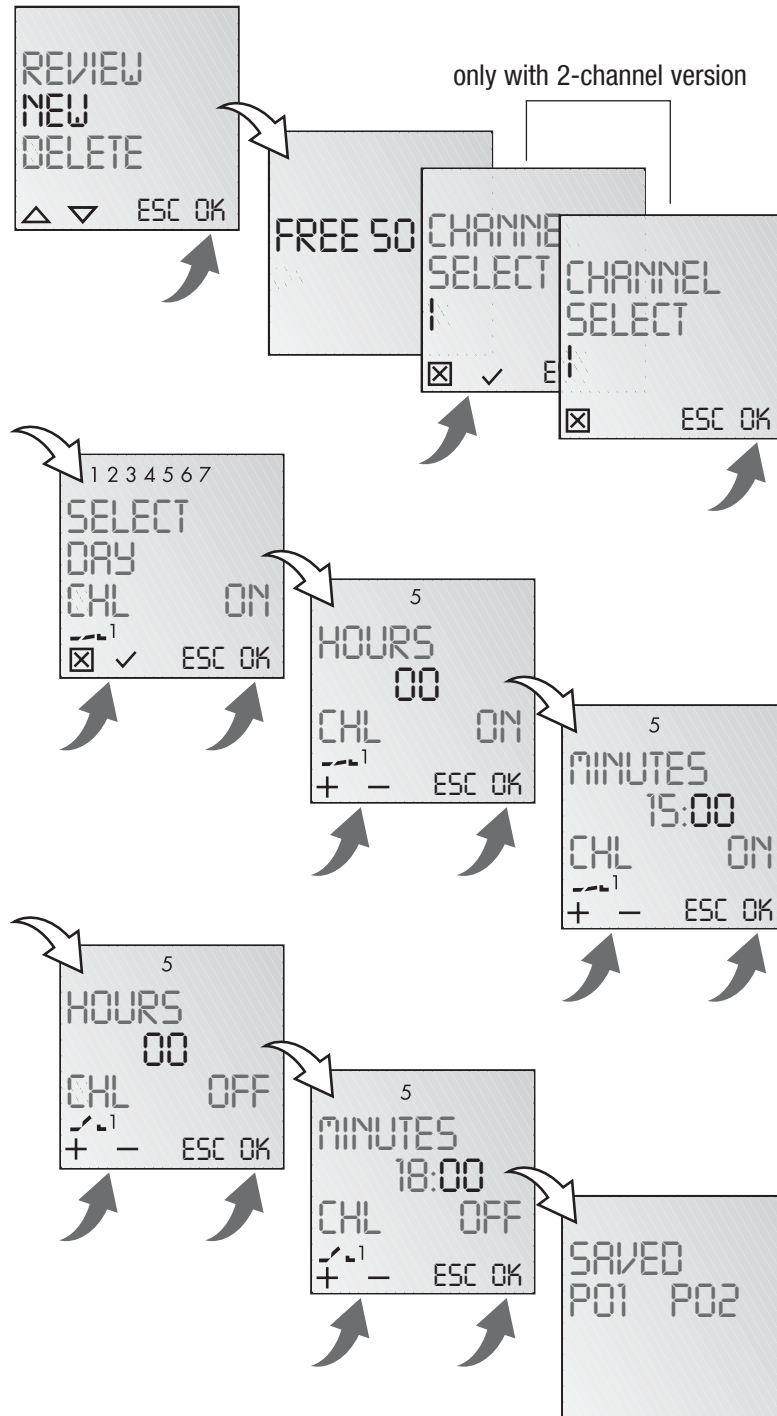 REVIEW
NEW
DELETE
ESC OK
only with 2-channel version
FREE 50
CHANNE
SELECT
1
E
CHANNEL
SELECT
1
ESC OK
1 2 3 4 5 6 7
SELECT
DAY
CHL ON
1
ESC OK
5
HOURS
00
CHL ON
1
+ − ESC OK
5
MINUTES
15:00
CHL ON
1
+ − ESC OK
5
HOURS
00
CHL OFF
1
+ − ESC OK
5
MINUTES
18:00
CHL OFF
1
+ − ESC OK
SAVED
P01 P02